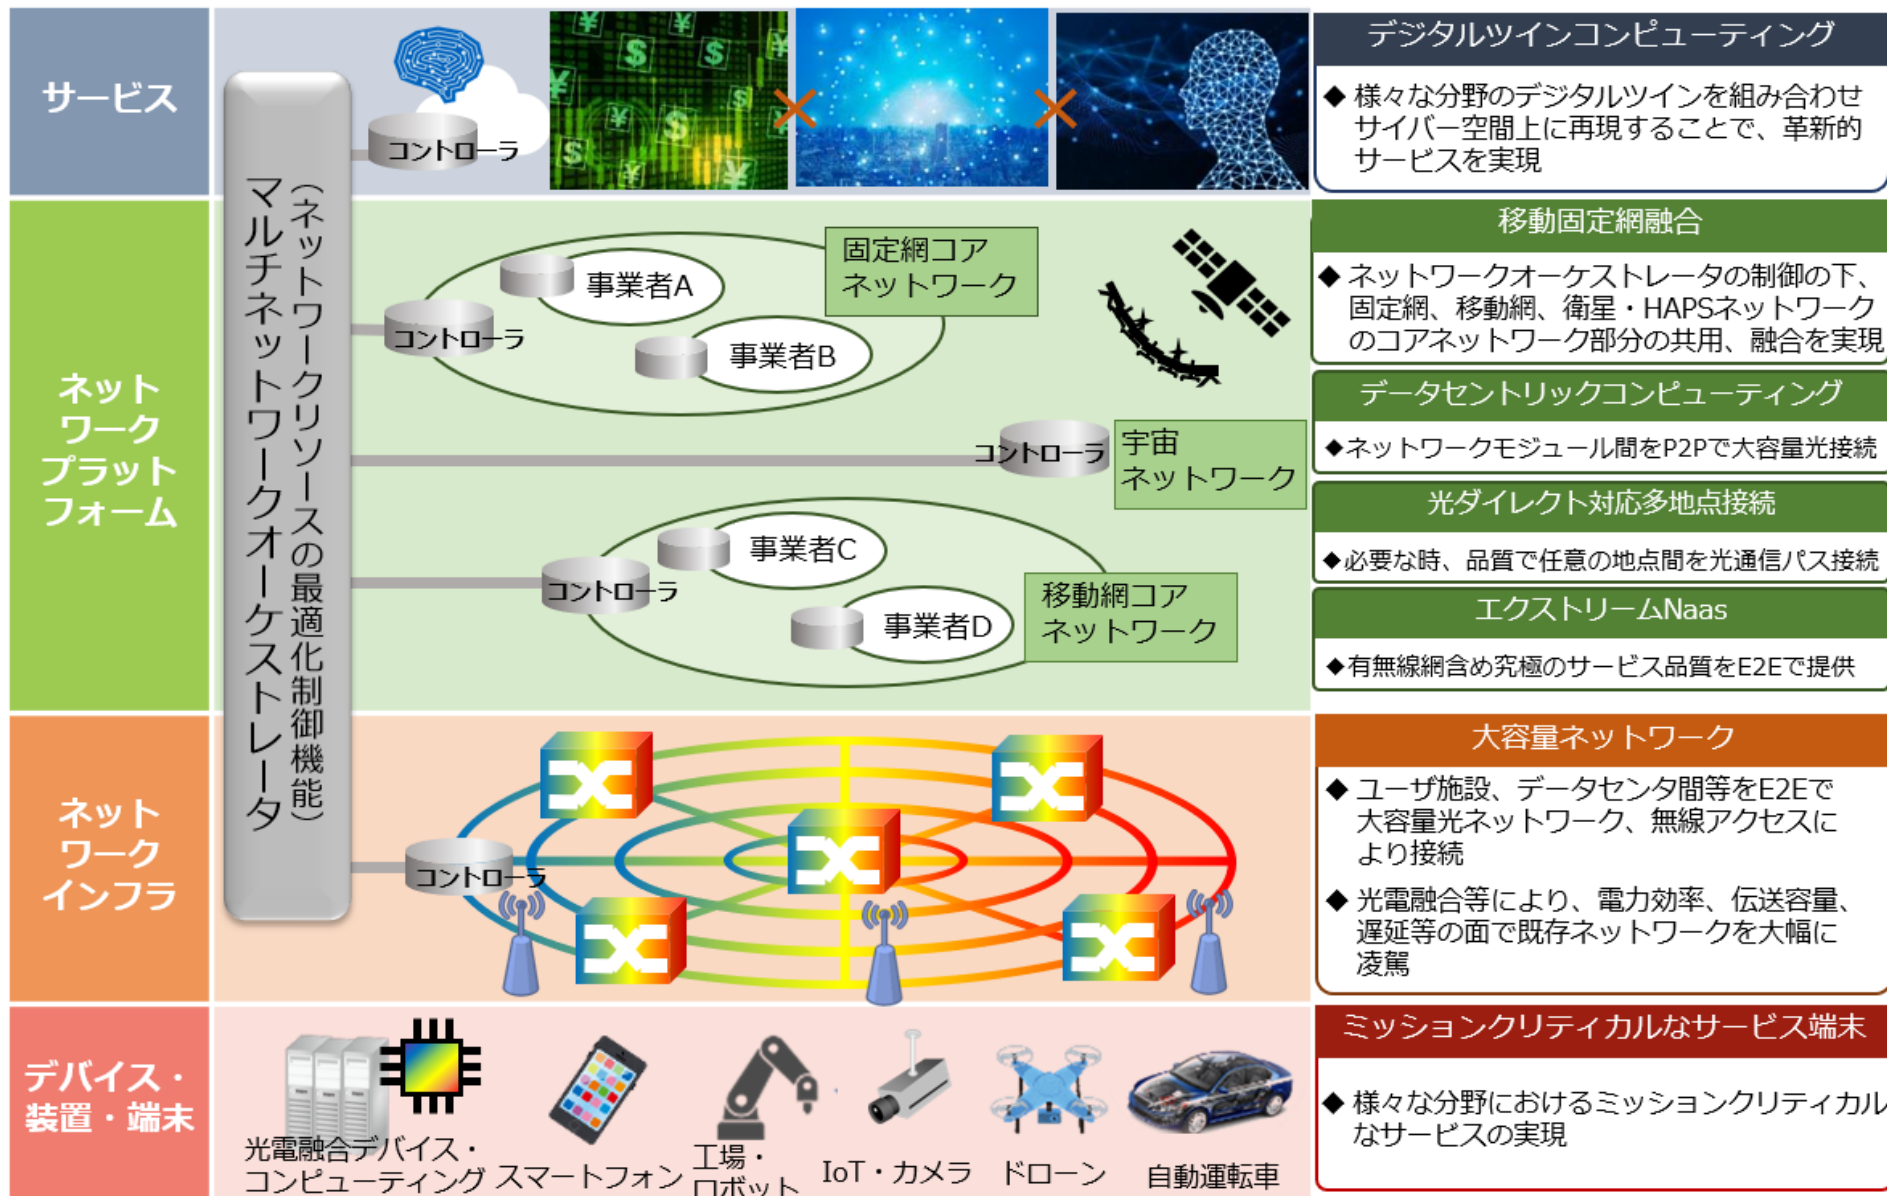 サービス
コントローラ
デジタルツインコンピューティング
◆ 様々な分野のデジタルツインを組み合わせ
サイバー空間上に再現することで、革新的
サービスを実現
マルチネットワークオーケストレータ
（ネットワークリソースの最適化制御機能）
ネット
ワーク
プラット
フォーム
固定網コア
ネットワーク
事業者A
事業者B
コントローラ
コントローラ
宇宙
ネットワーク
事業者C
事業者D
コントローラ
移動網コア
ネットワーク
移動固定網融合
◆ ネットワークオーケストレータの制御の下、
固定網、移動網、衛星・HAPSネットワーク
のコアネットワーク部分の共用、融合を実現
データセントリックコンピューティング
◆ネットワークモジュール間をP2Pで大容量光接続
光ダイレクト対応多地点接続
◆必要な時、品質で任意の地点間を光通信パス接続
エクストリームNaas
◆有無線網含め究極のサービス品質をE2Eで提供
ネット
ワーク
インフラ
コントローラ
大容量ネットワーク
◆ ユーザ施設、データセンタ間等をE2Eで
大容量光ネットワーク、無線アクセスに
より接続
◆ 光電融合等により、電力効率、伝送容量、
遅延等の面で既存ネットワークを大幅に
凌駕
デバイス・
装置・端末
光電融合デバイス・
コンピューティング
スマートフォン
工場・
ロボット
IoT・カメラ
ドローン
自動運転車
ミッションクリティカルなサービス端末
◆ 様々な分野におけるミッションクリティカル
なサービスの実現